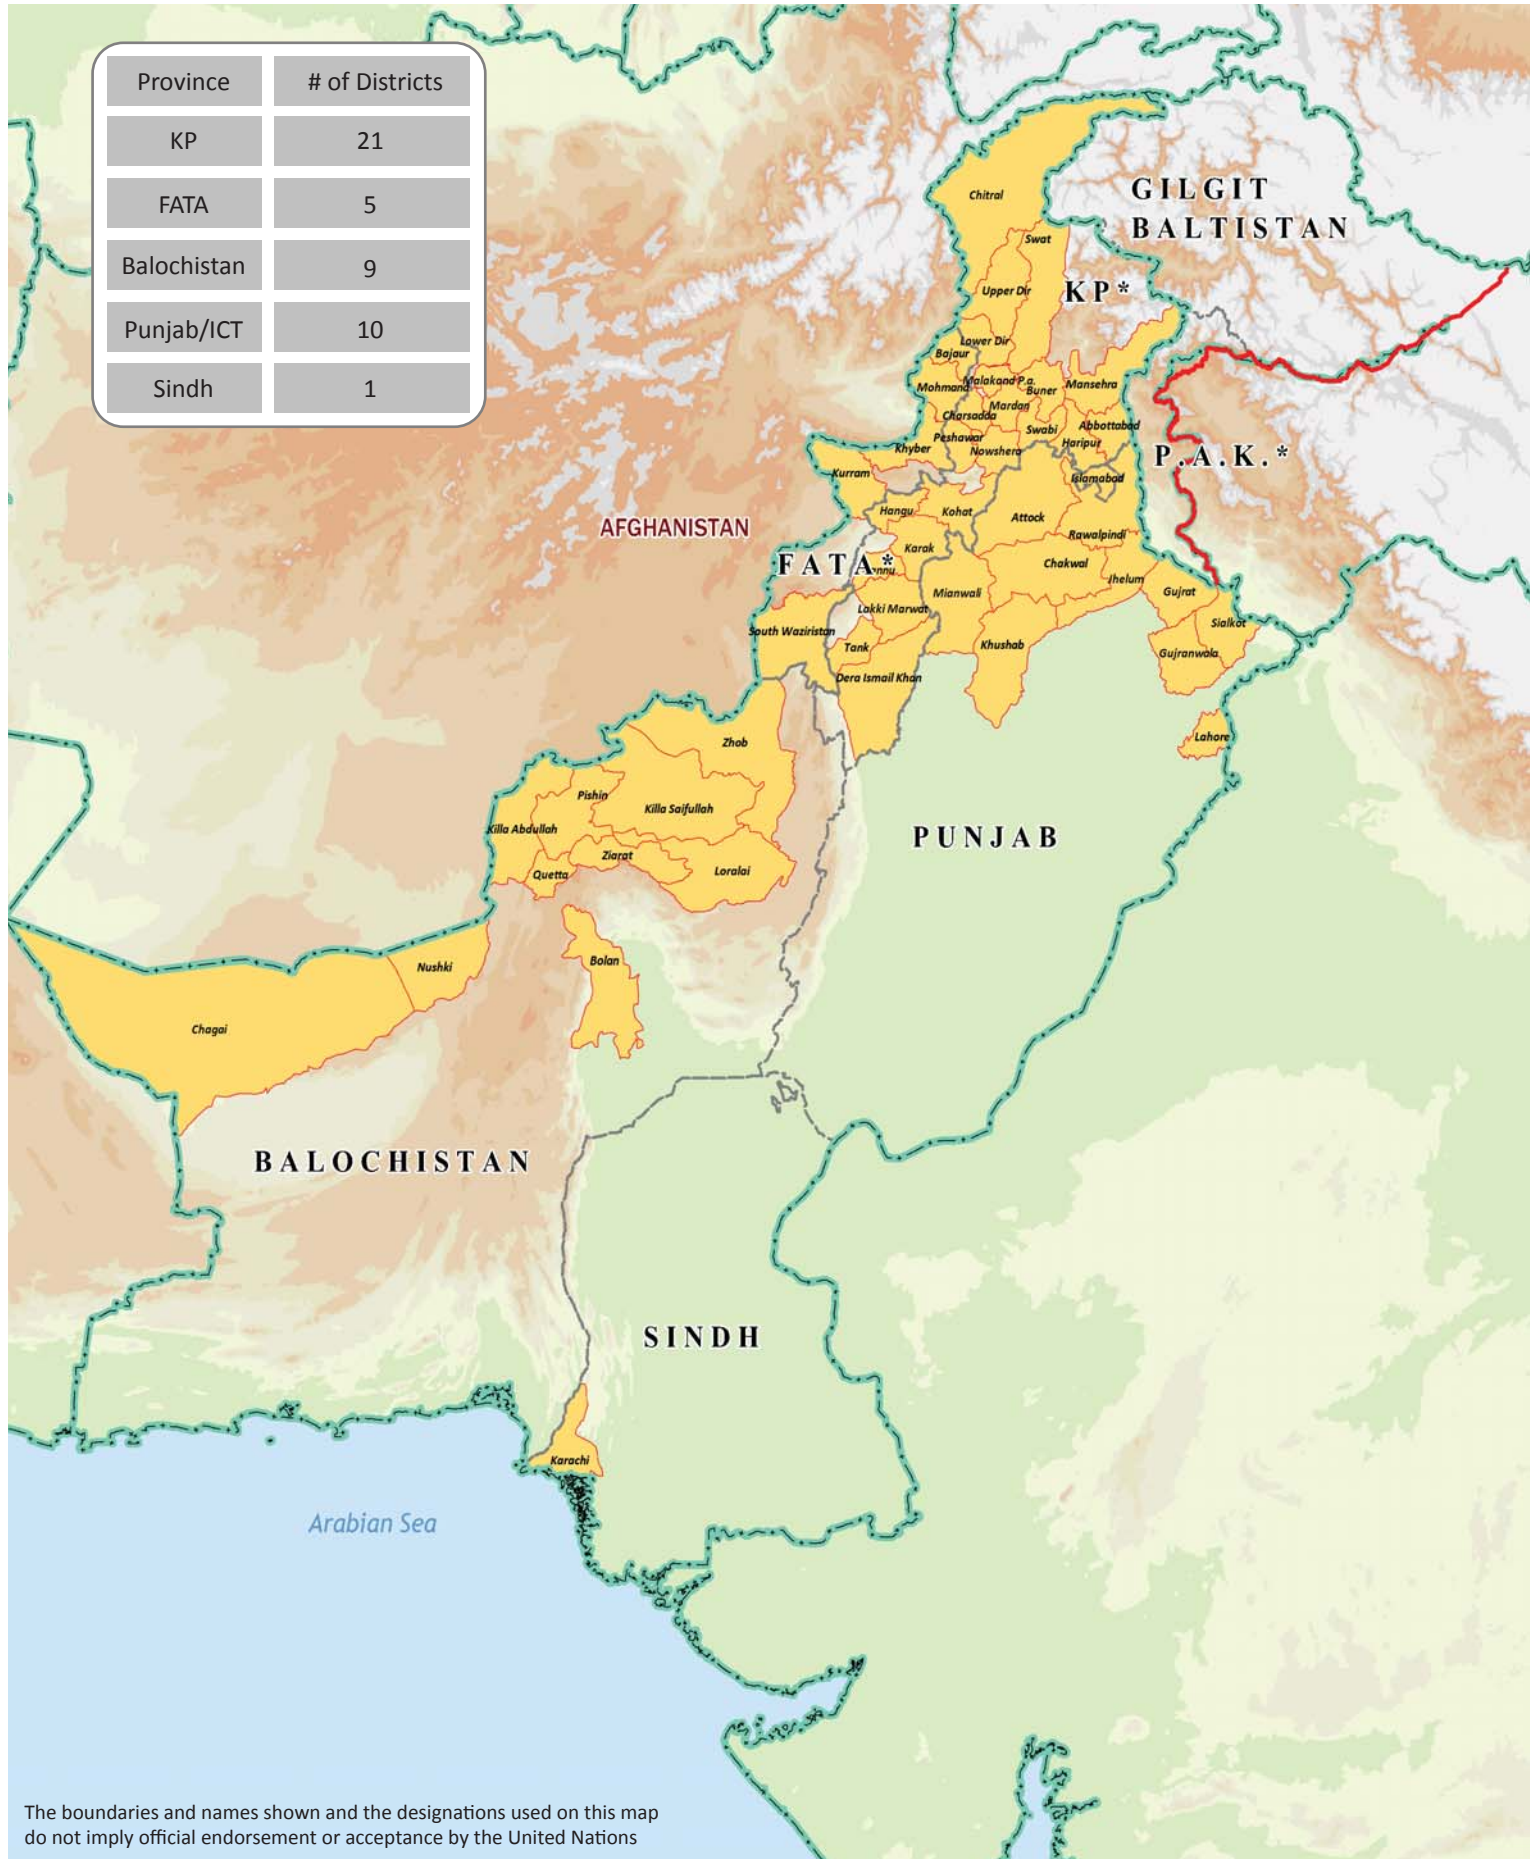 Province # of Districts
KP 21
FATA 5
Balochistan 9
Punjab/ICT 10
Sindh 1
Chitral
GILGIT
BALTISTAN
Swat
Upper Dir
KP*
Lower Dir
Bajaur
Malakand P.a.
Mohmand
Buner
Mansehra
Mardan
Charsadda
Abbottabad
Swabi
Peshawar
Haripur
Khyber
Nowshera
P.A.K.*
Kurram
Islamabad
Hangu
Kohat
Attock
AFGHANISTAN
Rawalpindi
Karak
FATA*
Chakwal
Jhelum
Mianwali
Gujrat
Lakki Marwat
Sialkot
South Waziristan
Tank
Khushab
Gujranwala
Dera Ismail Khan
Lahore
Zhob
Pishin
Killa Saifullah
Killa Abdullah
PUNJAB
Ziarat
Quetta
Loralai
Bolan
Nushki
Chagai
BALOCHISTAN
SINDH
Karachi
Arabian Sea
The boundaries and names shown and the designations used on this map
do not imply official endorsement or acceptance by the United Nations